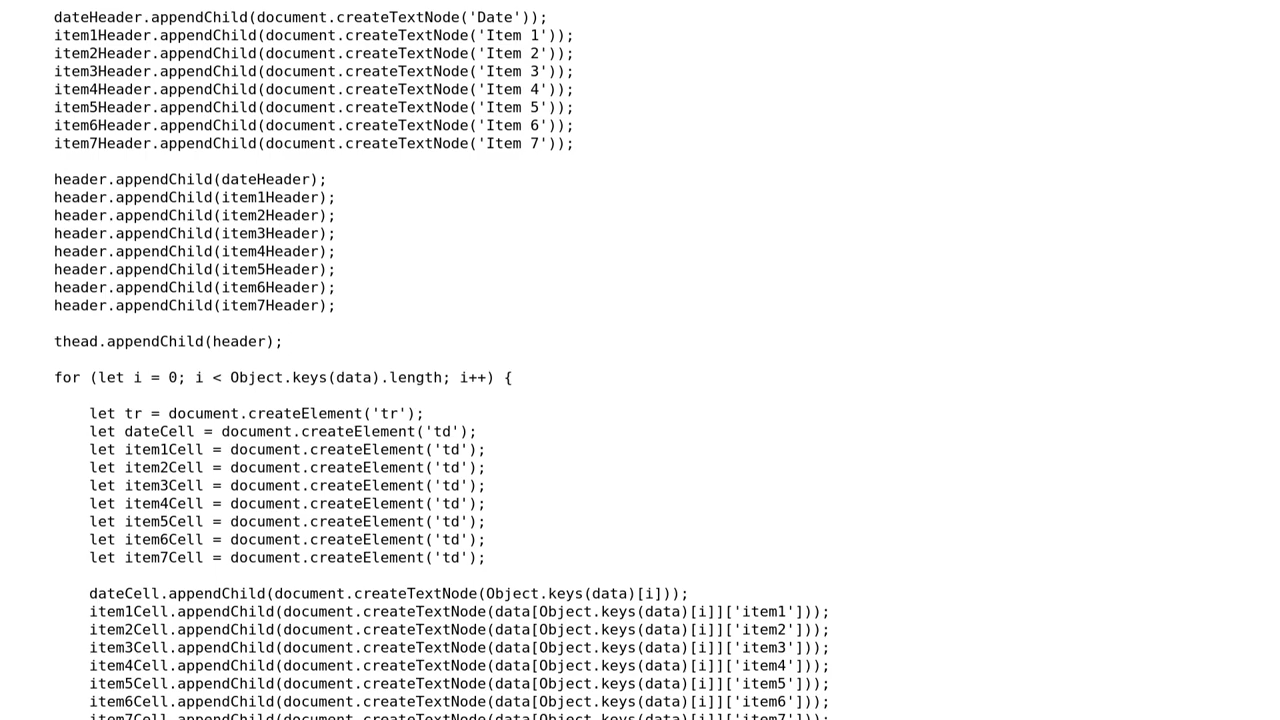 dateHeader.appendChild(document.createTextNode('Date'));
item1Header.appendChild(document.createTextNode('Item 1'));
item2Header.appendChild(document.createTextNode('Item 2'));
item3Header.appendChild(document.createTextNode('Item 3'));
item4Header.appendChild(document.createTextNode('Item 4'));
item5Header.appendChild(document.createTextNode('Item 5'));
item6Header.appendChild(document.createTextNode('Item 6'));
item7Header.appendChild(document.createTextNode('Item 7'));

header.appendChild(dateHeader);
header.appendChild(item1Header);
header.appendChild(item2Header);
header.appendChild(item3Header);
header.appendChild(item4Header);
header.appendChild(item5Header);
header.appendChild(item6Header);
header.appendChild(item7Header);

thead.appendChild(header);

for (let i = 0; i < Object.keys(data).length; i++) {

    let tr = document.createElement('tr');
    let dateCell = document.createElement('td');
    let item1Cell = document.createElement('td');
    let item2Cell = document.createElement('td');
    let item3Cell = document.createElement('td');
    let item4Cell = document.createElement('td');
    let item5Cell = document.createElement('td');
    let item6Cell = document.createElement('td');
    let item7Cell = document.createElement('td');

    dateCell.appendChild(document.createTextNode(Object.keys(data)[i]));
    item1Cell.appendChild(document.createTextNode(data[Object.keys(data)[i]]['item1']));
    item2Cell.appendChild(document.createTextNode(data[Object.keys(data)[i]]['item2']));
    item3Cell.appendChild(document.createTextNode(data[Object.keys(data)[i]]['item3']));
    item4Cell.appendChild(document.createTextNode(data[Object.keys(data)[i]]['item4']));
    item5Cell.appendChild(document.createTextNode(data[Object.keys(data)[i]]['item5']));
    item6Cell.appendChild(document.createTextNode(data[Object.keys(data)[i]]['item6']));
    item7Cell.appendChild(document.createTextNode(data[Object.keys(data)[i]]['item7']));